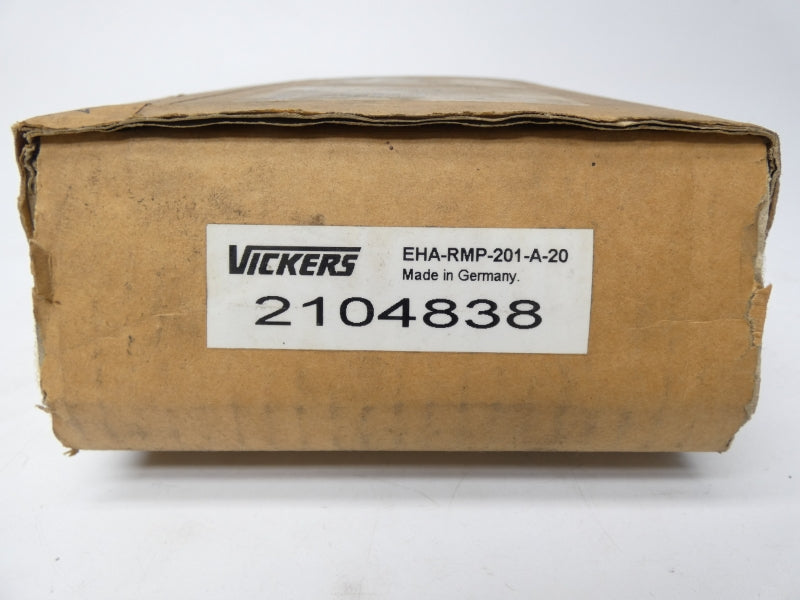 VICKERS EHA-RMP-201-A-20
Made in Germany.
2104838